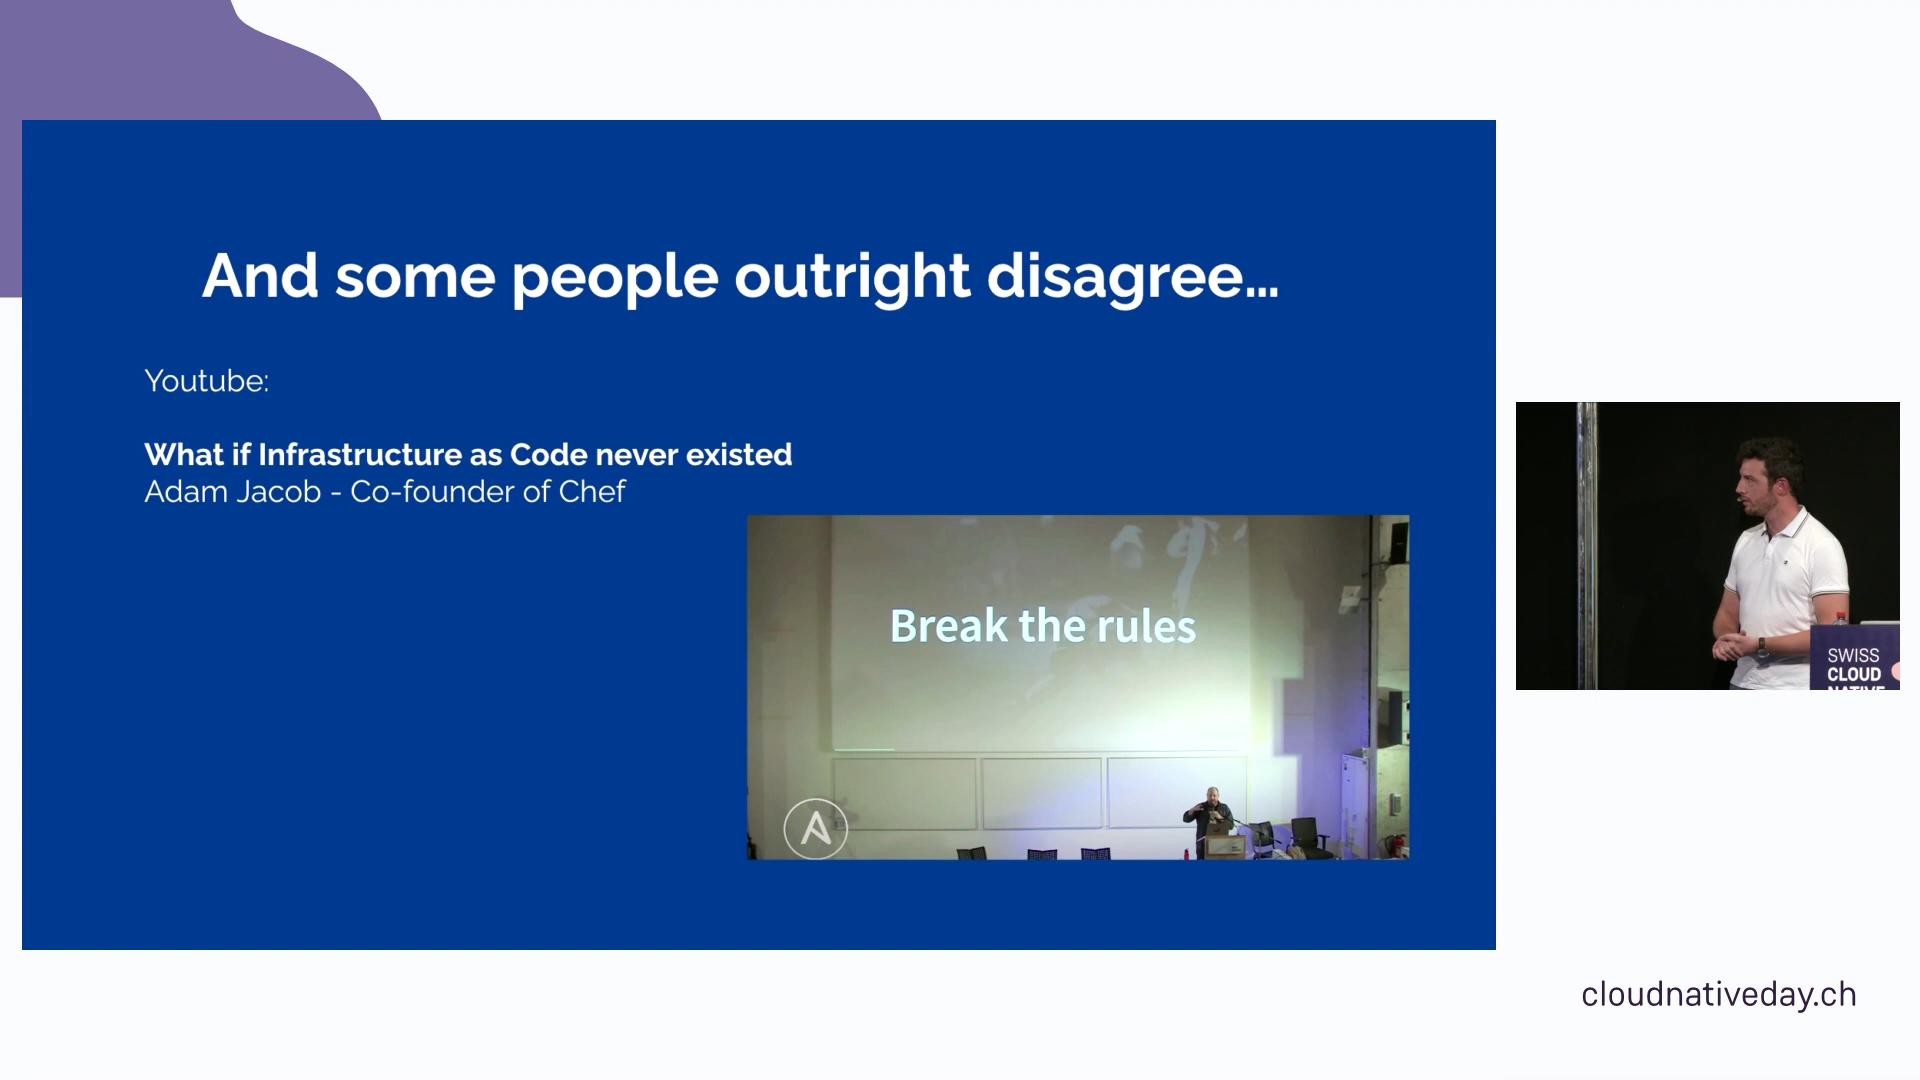 And some people outright disagree...
Youtube:
What if Infrastructure as Code never existed
Adam Jacob - Co-founder of Chef
Break the rules
SWISS
CLOUD
NATIVE
cloudnativeday.ch